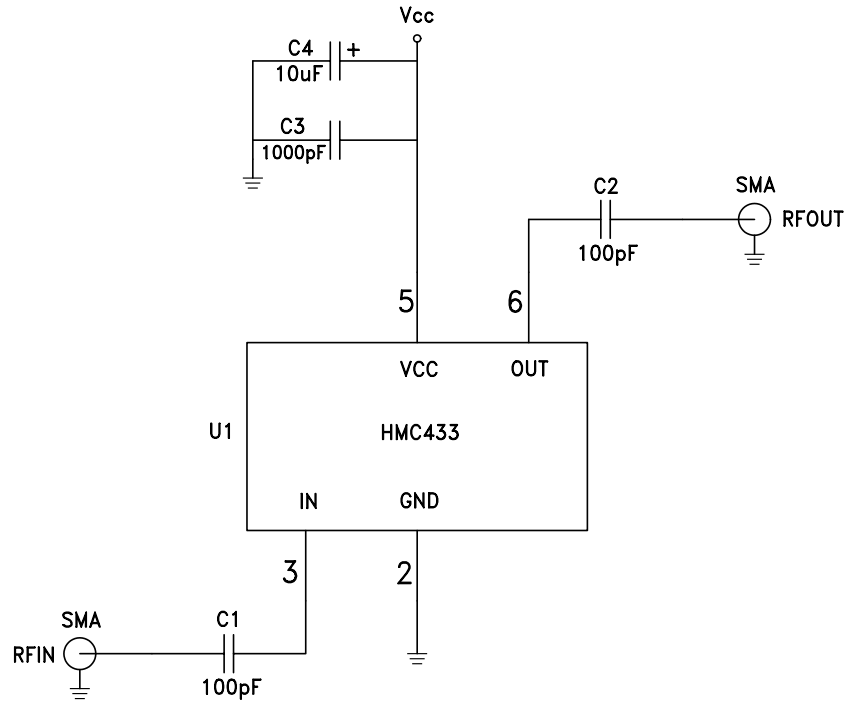 Vcc
C4
+
10uF
C3
1000pF
C2
SMA
RFOUT
100pF
5
6
VCC
OUT
U1
HMC433
IN
GND
3
2
SMA
C1
RFIN
100pF